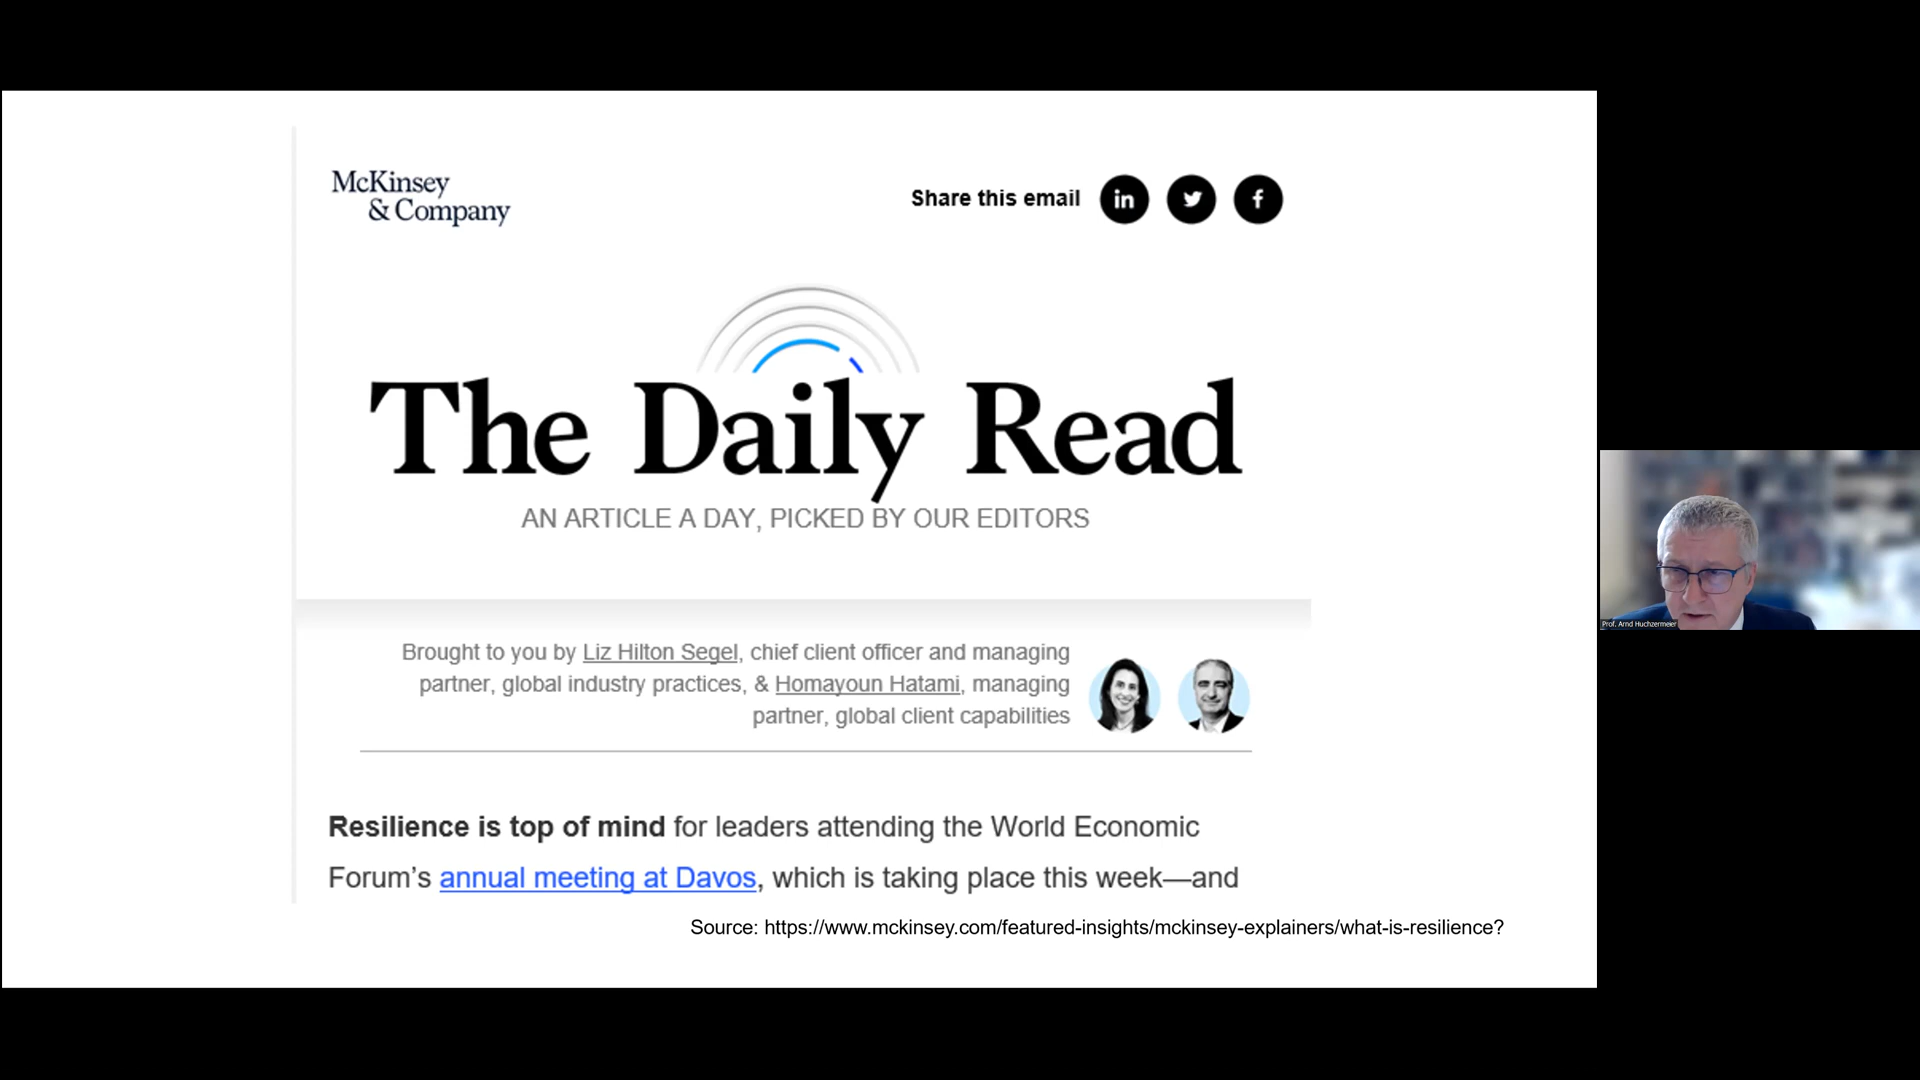 McKinsey
& Company
Share this email
The Daily Read
AN ARTICLE A DAY, PICKED BY OUR EDITORS
Brought to you by Liz Hilton Segel, chief client officer and managing
partner, global industry practices, & Homayoun Hatami, managing
partner, global client capabilities
Resilience is top of mind for leaders attending the World Economic
Forum’s annual meeting at Davos, which is taking place this week—and
Source: https://www.mckinsey.com/featured-insights/mckinsey-explainers/what-is-resilience?
Prof. Arnd Huchzermeier